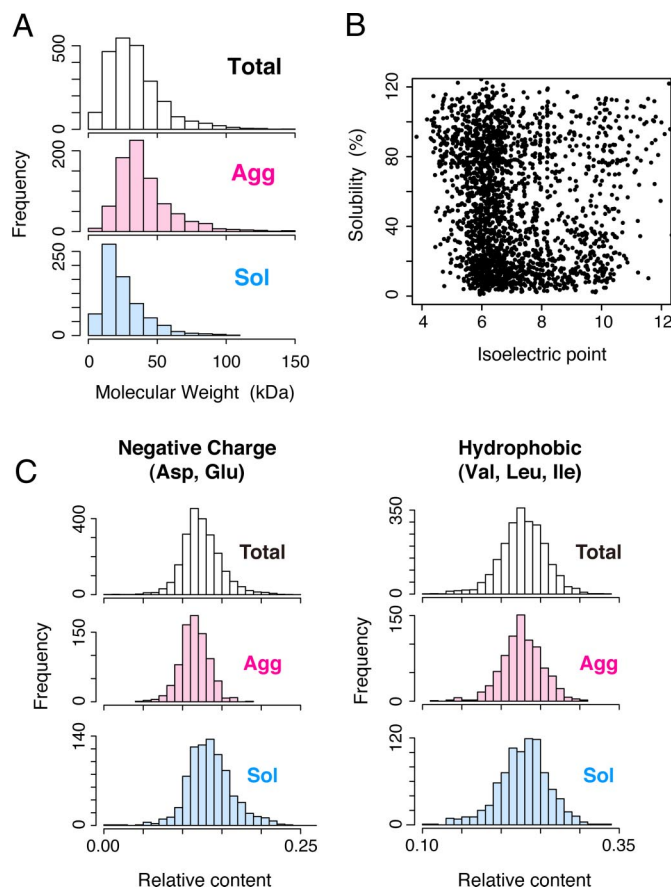 A
500
0
Total
200
0
Agg
250
0
Sol
Frequency
0 50 100 150
Molecular Weight (kDa)
B
120
80
40
0
Solubility (%)
4 6 8 10 12
Isoelectric point
C
Negative Charge
(Asp, Glu)
400
0
Total
150
0
Agg
140
0
Sol
Frequency
0.00 0.25
Relative content
Hydrophobic
(Val, Leu, Ile)
350
0
Total
150
0
Agg
120
0
Sol
Frequency
0.10 0.35
Relative content